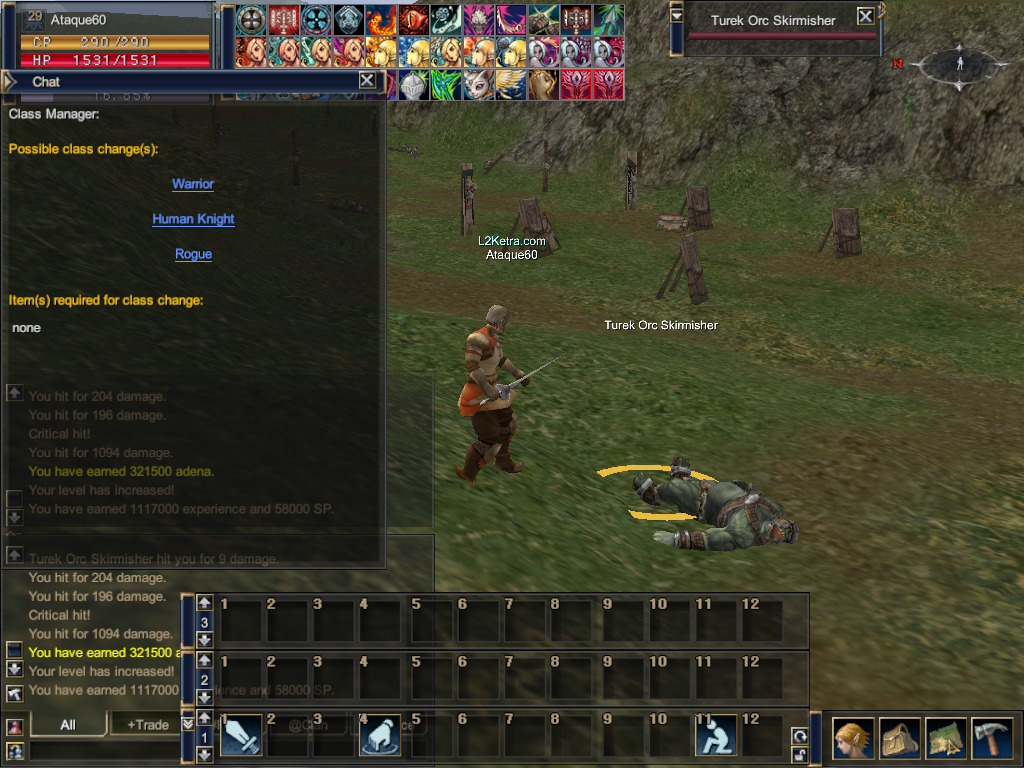 29 Ataque60
CP 290/290
HP 1531/1531
16.85%
Turek Orc Skirmisher
N
Chat
Class Manager:
Possible class change(s):
Warrior
Human Knight
Rogue
Item(s) required for class change:
none
L2Ketra.com
Ataque60
Turek Orc Skirmisher
You hit for 204 damage.
You hit for 196 damage.
Critical hit!
You hit for 1094 damage.
You have earned 321500 adena.
Your level has increased!
You have earned 1117000 experience and 58000 SP.
Turek Orc Skirmisher hit you for 9 damage.
You hit for 204 damage.
You hit for 196 damage.
Critical hit!
You hit for 1094 damage.
You have earned 321500 a
Your level has increased!
You have earned 1117000 ience and 58000 SP.
3 1 2 3 4 5 6 7 8 9 10 11 12
2 1 2 3 4 5 6 7 8 9 10 11 12
1 1 2 3 4 5 6 7 8 9 10 11 12
All +Trade